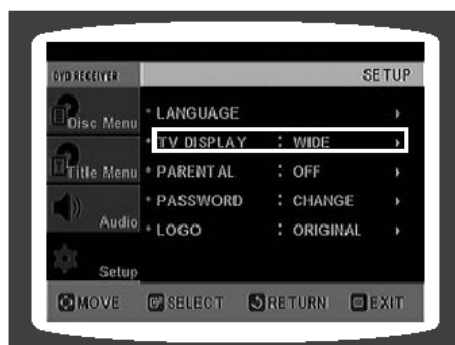 DVD RECEIVER SETUP
Disc Menu
Title Menu
Audio
Setup
LANGUAGE
TV DISPLAY : WIDE
PARENTAL : OFF
PASSWORD : CHANGE
LOGO : ORIGINAL
MOVE SELECT RETURN EXIT